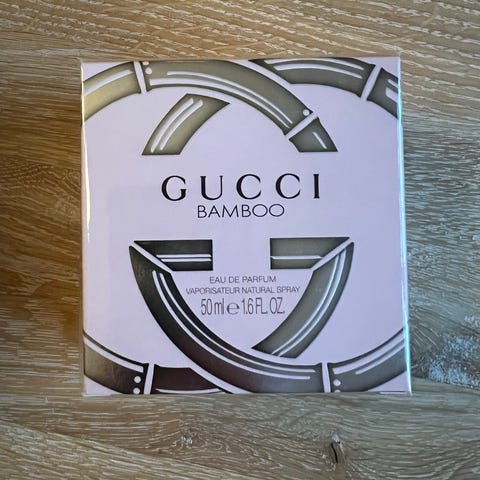 GUCCI
BAMBOO
EAU DE PARFUM
VAPORISATEUR NATURAL SPRAY
50 ml e 1.6 FL. OZ.